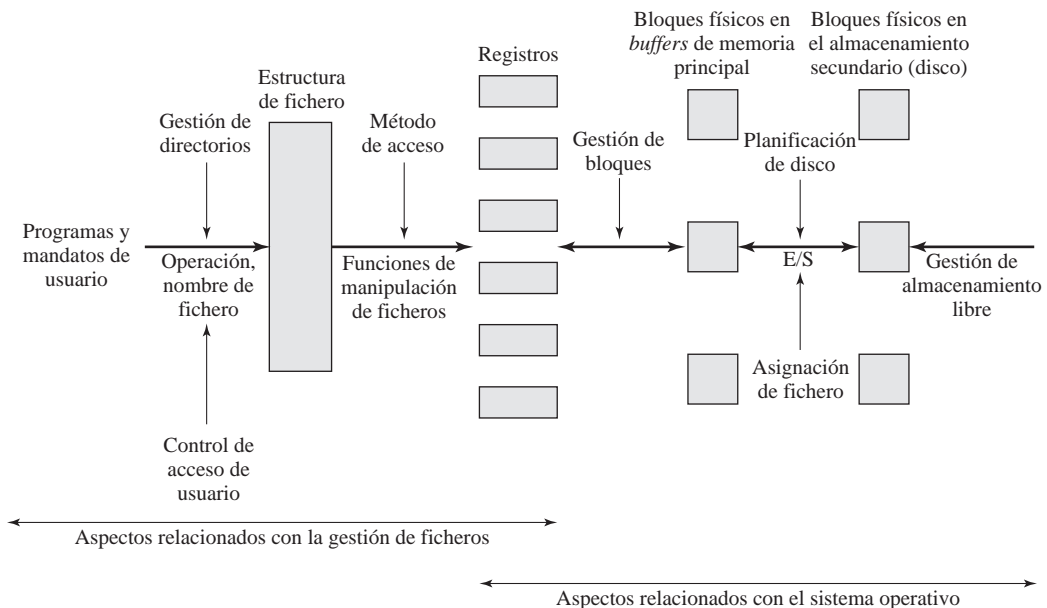 Bloques físicos en
buffers de memoria
principal
Bloques físicos en
el almacenamiento
secundario (disco)
Registros
Estructura
de fichero
Gestión de
directorios
Método
de acceso
Gestión de
bloques
Planificación
de disco
Programas y
mandatos de
usuario
Operación,
nombre de
fichero
Funciones de
manipulación
de ficheros
E/S
Gestión de
almacenamiento
libre
Asignación
de fichero
Control de
acceso de
usuario
Aspectos relacionados con la gestión de ficheros
Aspectos relacionados con el sistema operativo